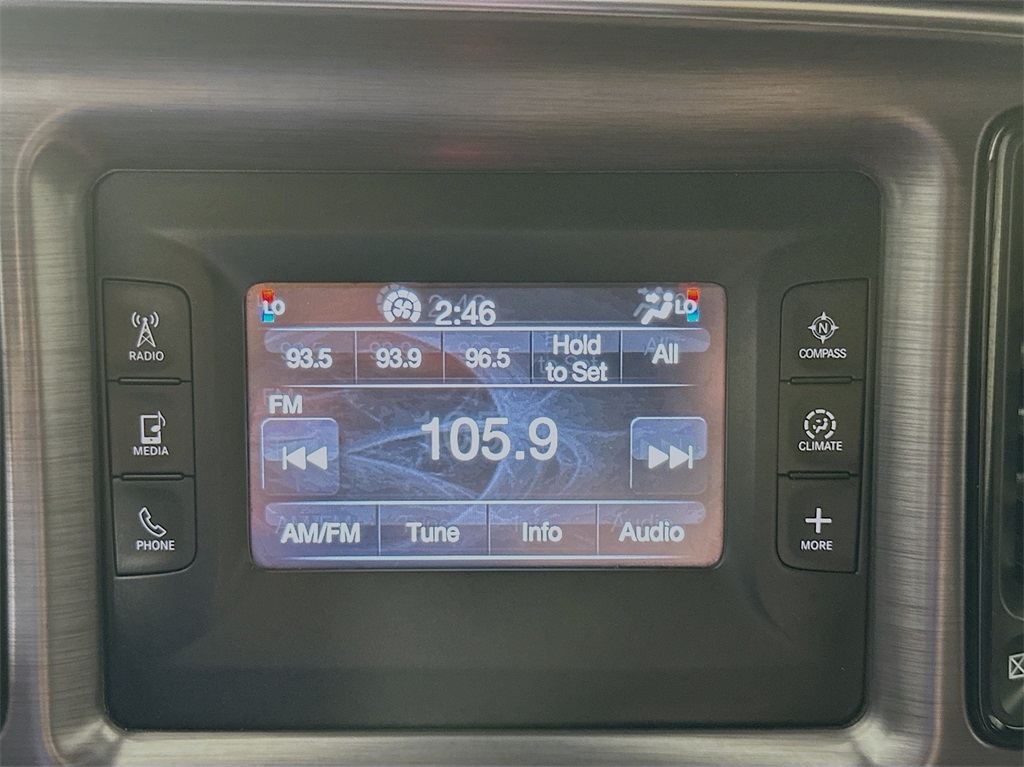 LO 2:46 LO
93.5 93.9 96.5 Hold to Set All
FM
105.9
AM/FM Tune Info Audio
RADIO
MEDIA
PHONE
COMPASS
N
CLIMATE
MORE